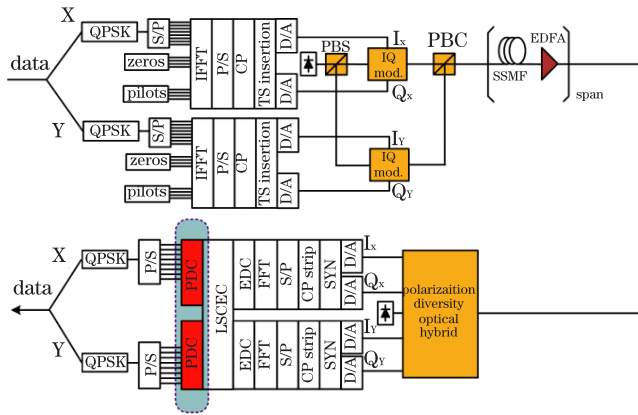 X
QPSK
S/P
zeros
pilots
IFFT
P/S
CP
TS insertion
D/A
D/A
data
Y
QPSK
S/P
zeros
pilots
IFFT
P/S
CP
TS insertion
D/A
D/A
PBS
Ix
IQ
mod.
Qx
PBC
IY
IQ
mod.
QY
SSMF
EDFA
span
X
QPSK
P/S
PDC
data
Y
QPSK
P/S
PDC
LSCEC
EDC
FFT
S/P
CP strip
SYN
D/A
D/A
EDC
FFT
S/P
CP strip
SYN
D/A
D/A
Ix
Qx
IY
QY
polarizaition
diversity
optical
hybrid